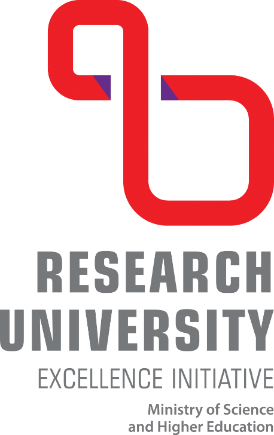 RESEARCH
UNIVERSITY
EXCELLENCE INITIATIVE
Ministry of Science
and Higher Education